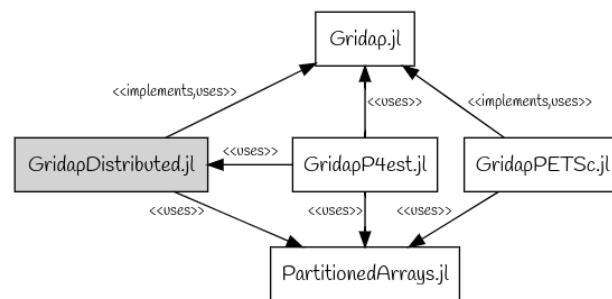 Gridap.jl
<<implements,uses>>
<<uses>>
<<implements,uses>>
GridapDistributed.jl
<<uses>>
GridapP4est.jl
GridapPETSc.jl
<<uses>>
<<uses>>
<<uses>>
PartitionedArrays.jl